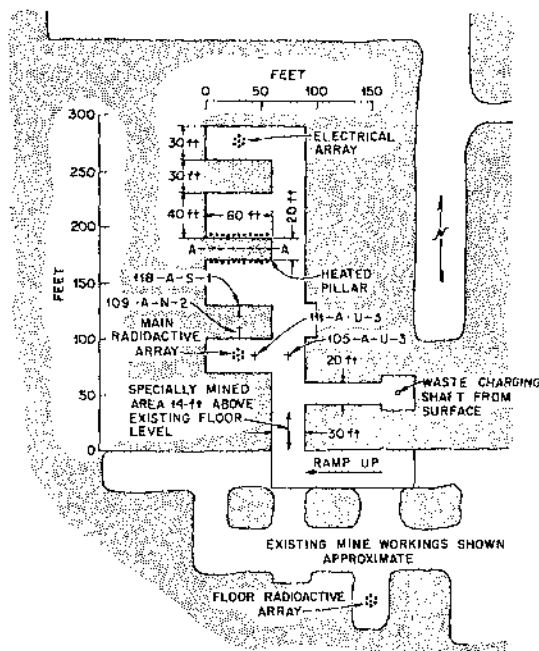 FEET
0 50 100 150
300
250
200
150
100
50
0
FEET
30 ft
ELECTRICAL
ARRAY
30 ft
40 ft
60 ft
20 ft
A
A
N
HEATED
PILLAR
118-A-S-1
109-A-N-2
111-A-U-3
MAIN
RADIOACTIVE
ARRAY
105-A-U-3
20 ft
WASTE CHARGING
SHAFT FROM
SURFACE
SPECIALLY MINED
AREA 14-ft ABOVE
EXISTING FLOOR
LEVEL
30 ft
RAMP UP
EXISTING MINE WORKINGS SHOWN
APPROXIMATE
FLOOR RADIOACTIVE
ARRAY